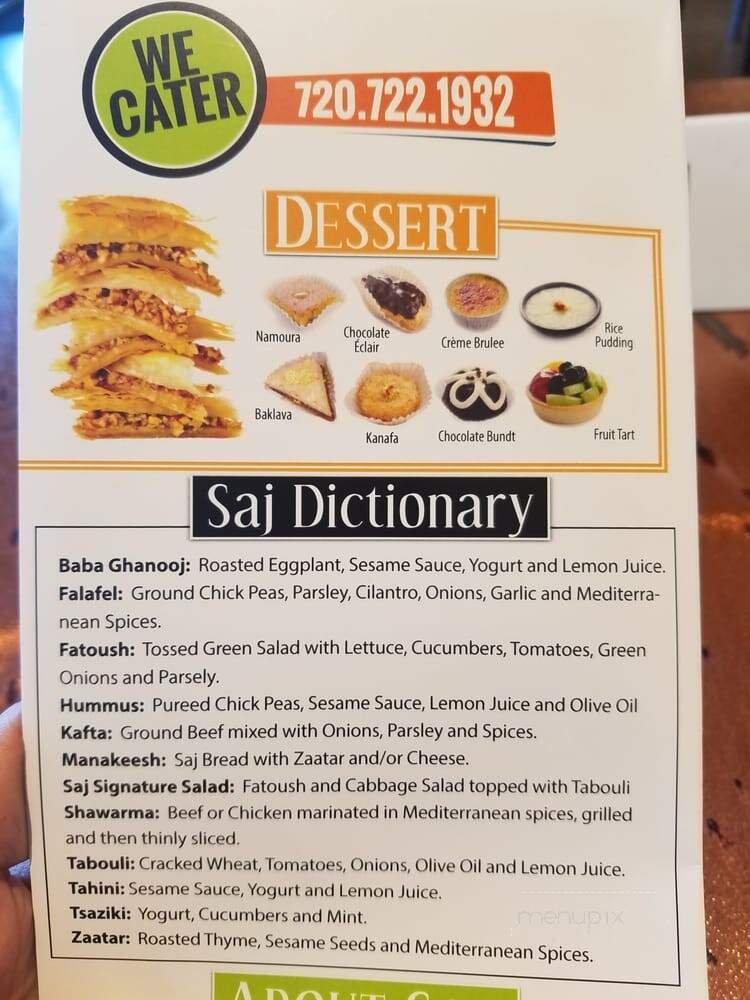 WE
CATER
720.722.1932
DESSERT
Namoura
Chocolate
Éclair
Crème Brulee
Rice
Pudding
Baklava
Kanafa
Chocolate Bundt
Fruit Tart
Saj Dictionary
Baba Ghanooj: Roasted Eggplant, Sesame Sauce, Yogurt and Lemon Juice.
Falafel: Ground Chick Peas, Parsley, Cilantro, Onions, Garlic and Mediterra-
nean Spices.
Fatoush: Tossed Green Salad with Lettuce, Cucumbers, Tomatoes, Green
Onions and Parsely.
Hummus: Pureed Chick Peas, Sesame Sauce, Lemon Juice and Olive Oil
Kafta: Ground Beef mixed with Onions, Parsley and Spices.
Manakeesh: Saj Bread with Zaatar and/or Cheese.
Saj Signature Salad: Fatoush and Cabbage Salad topped with Tabouli
Shawarma: Beef or Chicken marinated in Mediterranean spices, grilled
and then thinly sliced.
Tabouli: Cracked Wheat, Tomatoes, Onions, Olive Oil and Lemon Juice.
Tahini: Sesame Sauce, Yogurt and Lemon Juice.
Tsaziki: Yogurt, Cucumbers and Mint.
Zaatar: Roasted Thyme, Sesame Seeds and Mediterranean Spices.
menupix
ABOUT